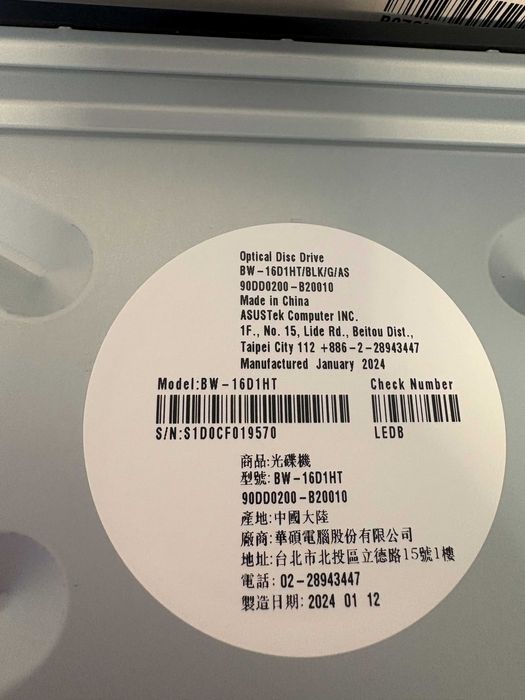 Optical Disc Drive
BW-16D1HT/BLK/G/AS
90DD0200-B20010
Made in China
ASUSTek Computer INC.
1F., No. 15, Lide Rd., Beitou Dist.,
Taipei City 112 +886-2-28943447
Manufactured January 2024
Model:BW-16D1HT Check Number
S/N:S1D0CF019570 LEDB
商品:光碟機
型號:BW-16D1HT
90DD0200-B20010
產地:中國大陸
廠商:華碩電腦股份有限公司
地址:台北市北投區立德路15號1樓
電話: 02-28943447
製造日期: 2024 01 12